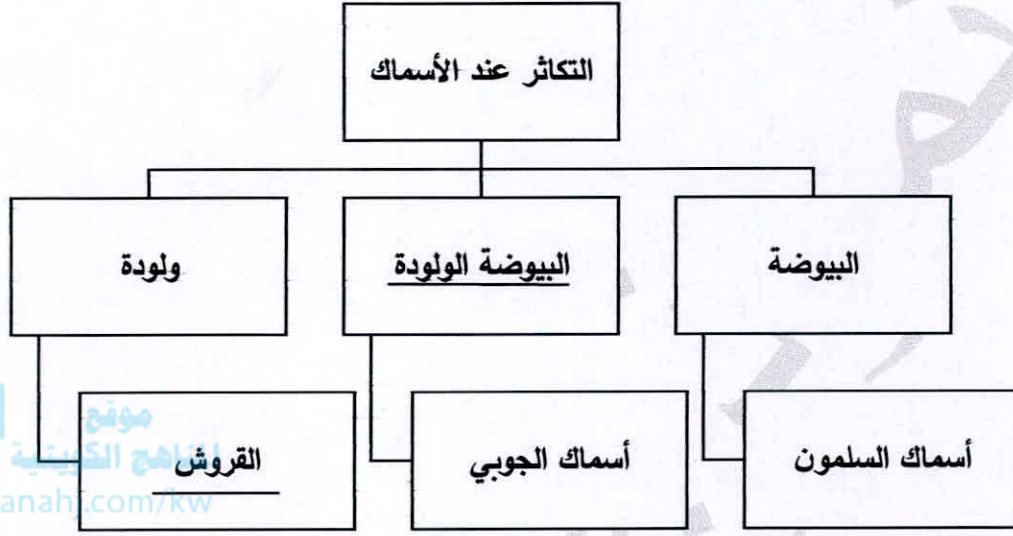 التكاثر عند الأسماك
البيوضة
البيوضة الولودة
ولودة
أسماك السلمون
أسماك الجوبي
القروش
موقع
المناهج الكويتية
anahj.com/kw